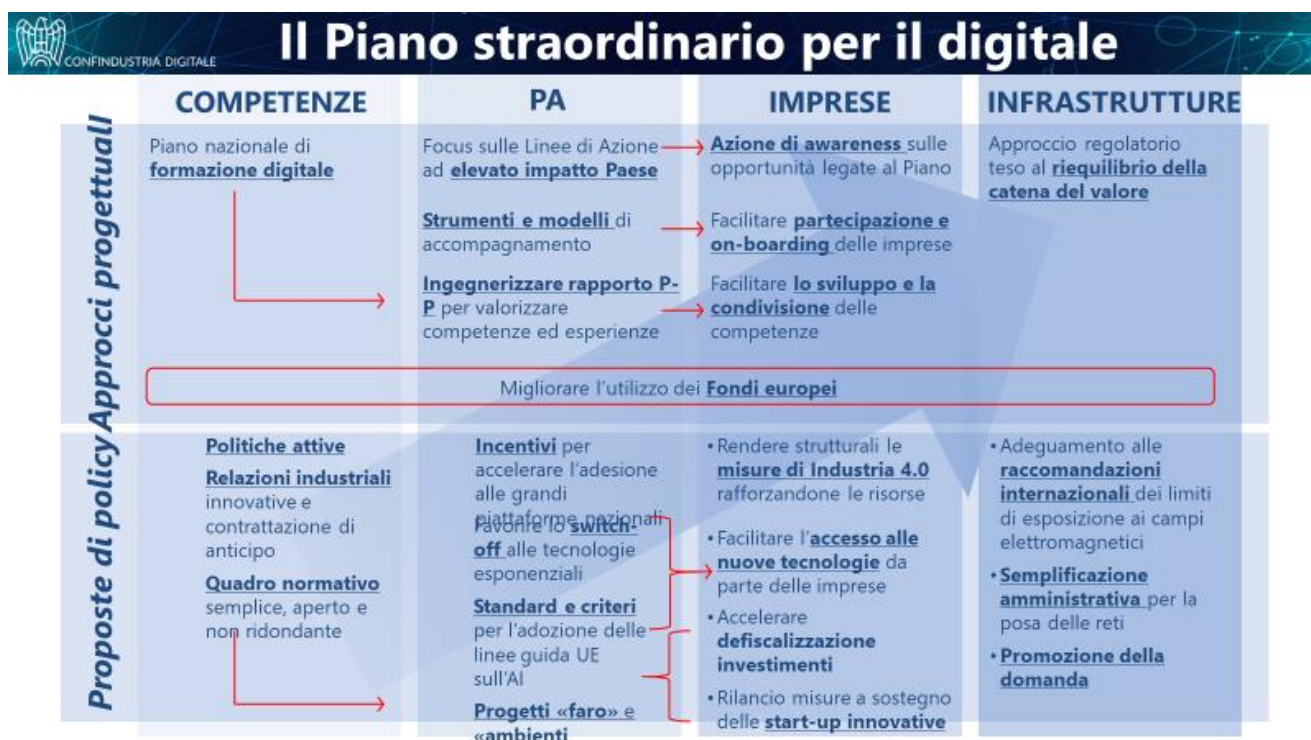 CONFINDUSTRIA DIGITALE
Il Piano straordinario per il digitale
COMPETENZE
PA
IMPRESE
INFRASTRUTTURE
Approcci progettuali
Piano nazionale di
formazione digitale
Focus sulle Linee di Azione
ad elevato impatto Paese
Strumenti e modelli di
accompagnamento
Ingegnerizzare rapporto P-
P per valorizzare
competenze ed esperienze
Azione di awareness sulle
opportunità legate al Piano
Facilitare partecipazione e
on-boarding delle imprese
Facilitare lo sviluppo e la
condivisione delle
competenze
Approccio regolatorio
teso al riequilibrio della
catena del valore
Migliorare l'utilizzo dei Fondi europei
Proposte di policy
Politiche attive
Relazioni industriali
innovative e
contrattazione di
anticipo
Quadro normativo
semplice, aperto e
non ridondante
Incentivi per
accelerare l'adesione
alle grandi
piattaforme nazionali
Favorire lo switch-
off alle tecnologie
esponenziali
Standard e criteri
per l'adozione delle
linee guida UE
sull'AI
Progetti «faro» e
«ambienti
• Rendere strutturali le
misure di Industria 4.0
rafforzandone le risorse
• Facilitare l'accesso alle
nuove tecnologie da
parte delle imprese
• Accelerare
defiscalizzazione
investimenti
• Rilancio misure a sostegno
delle start-up innovative
• Adeguamento alle
raccomandazioni
internazionali dei limiti
di esposizione ai campi
elettromagnetici
• Semplificazione
amministrativa per la
posa delle reti
• Promozione della
domanda